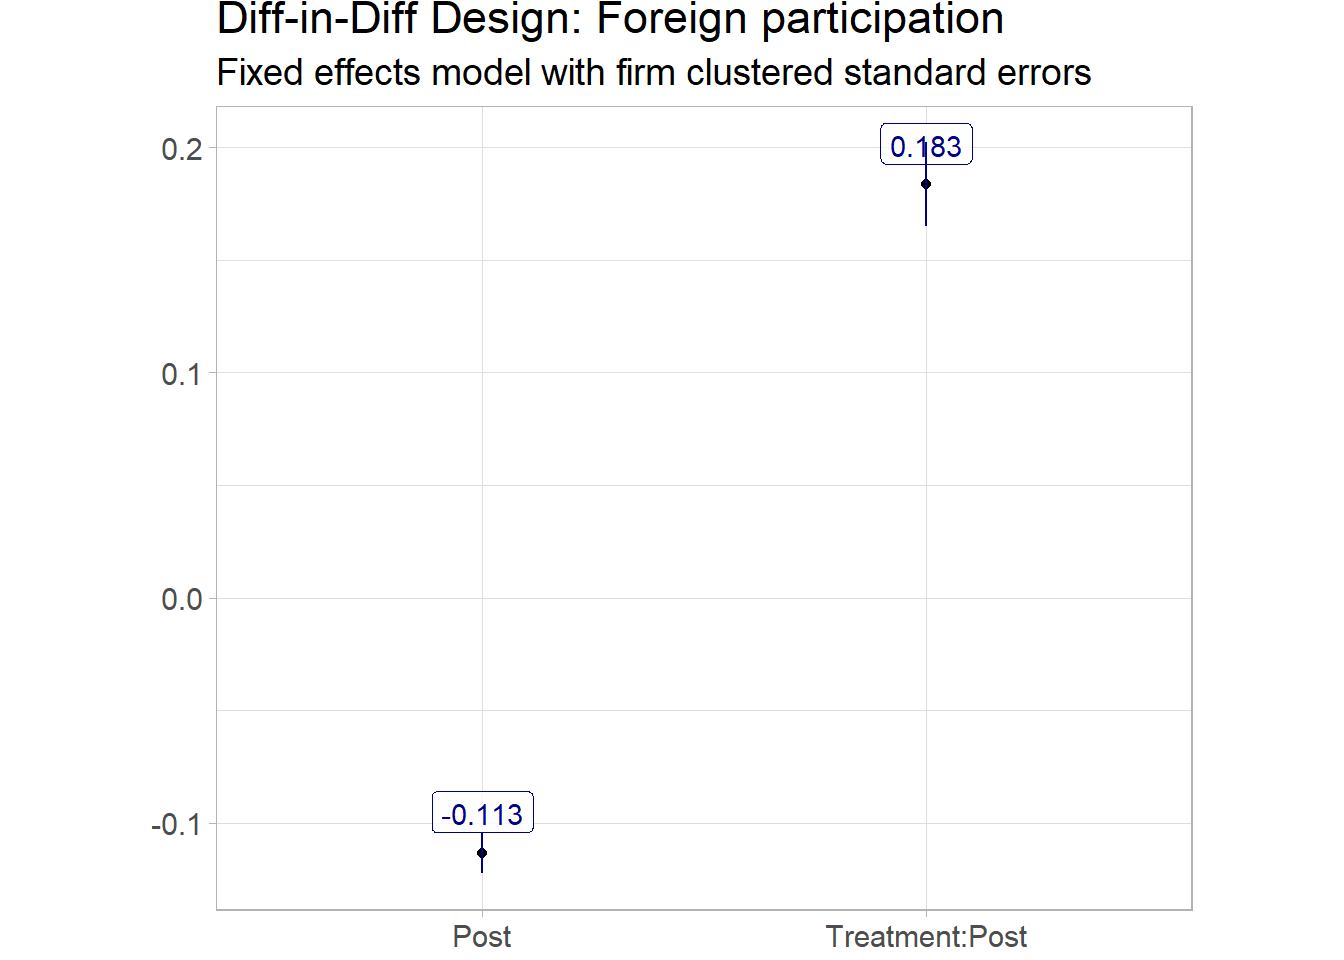 Diff-in-Diff Design: Foreign participation
Fixed effects model with firm clustered standard errors
0.2
0.183
0.1
0.0
-0.1
-0.113
Post
Treatment:Post